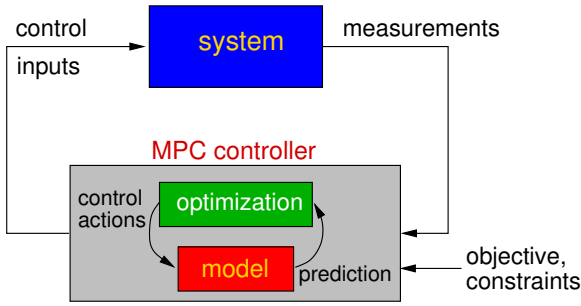 control
inputs
system
measurements
MPC controller
control
actions
optimization
model
prediction
objective,
constraints